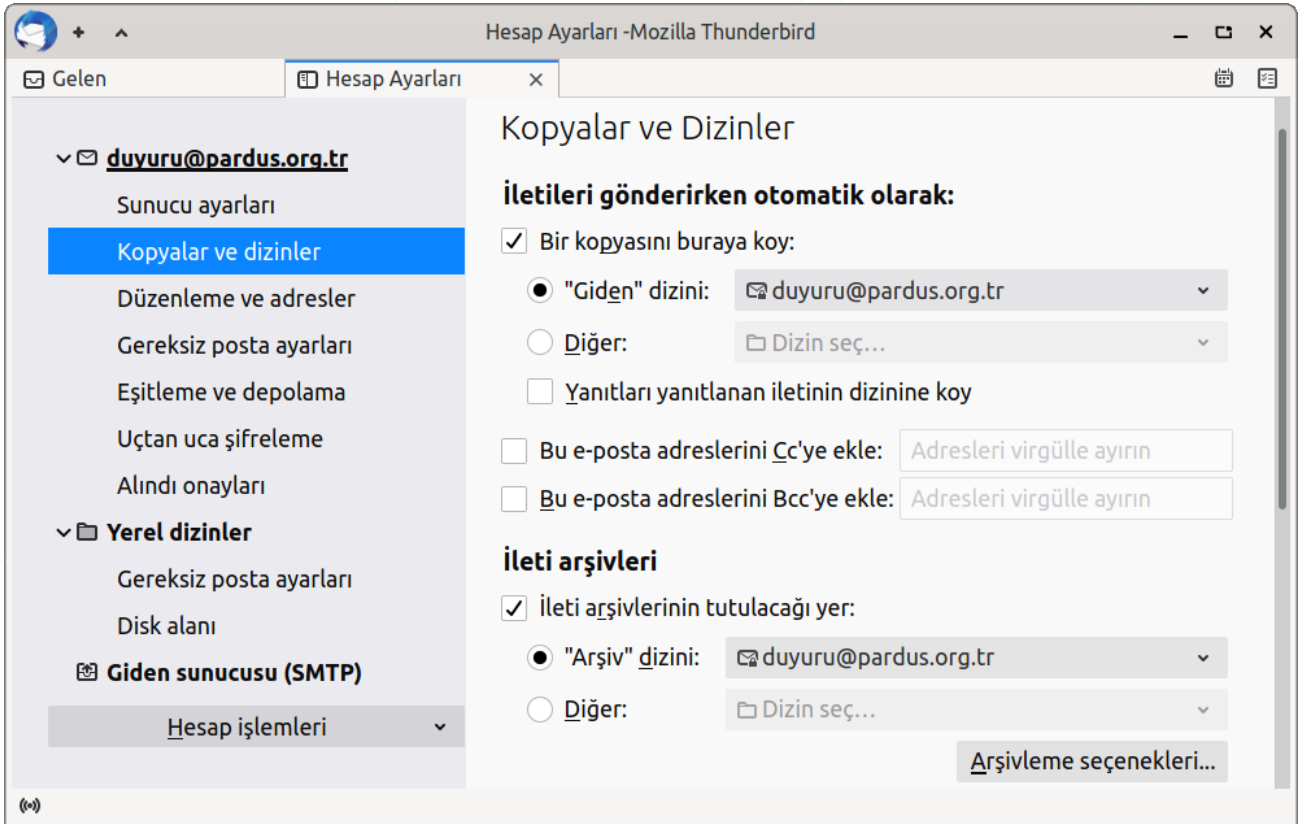 Hesap Ayarları -Mozilla Thunderbird
Gelen
Hesap Ayarları
duyuru@pardus.org.tr
Sunucu ayarları
Kopyalar ve dizinler
Düzenleme ve adresler
Gereksiz posta ayarları
Eşitleme ve depolama
Uçtan uca şifreleme
Alındı onayları
Yerel dizinler
Gereksiz posta ayarları
Disk alanı
Giden sunucusu (SMTP)
Hesap işlemleri
Kopyalar ve Dizinler
İletileri gönderirken otomatik olarak:
Bir kopyasını buraya koy:
"Giden" dizini: duyuru@pardus.org.tr
Diğer: Dizin seç...
Yanıtları yanıtlanan iletinin dizinine koy
Bu e-posta adreslerini Cc'ye ekle: Adresleri virgülle ayırın
Bu e-posta adreslerini Bcc'ye ekle: Adresleri virgülle ayırın
İleti arşivleri
İleti arşivlerinin tutulacağı yer:
"Arşiv" dizini: duyuru@pardus.org.tr
Diğer: Dizin seç...
Arşivleme seçenekleri...